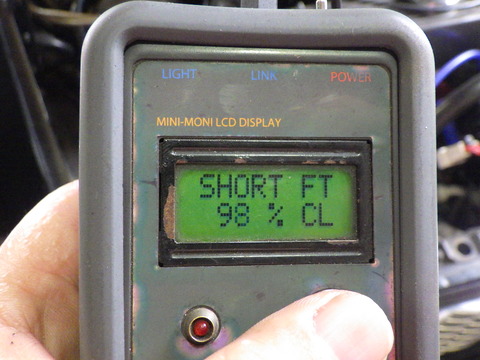 LIGHT LINK POWER
MINI-MONI LCD DISPLAY
SHORT FT
98 % CL